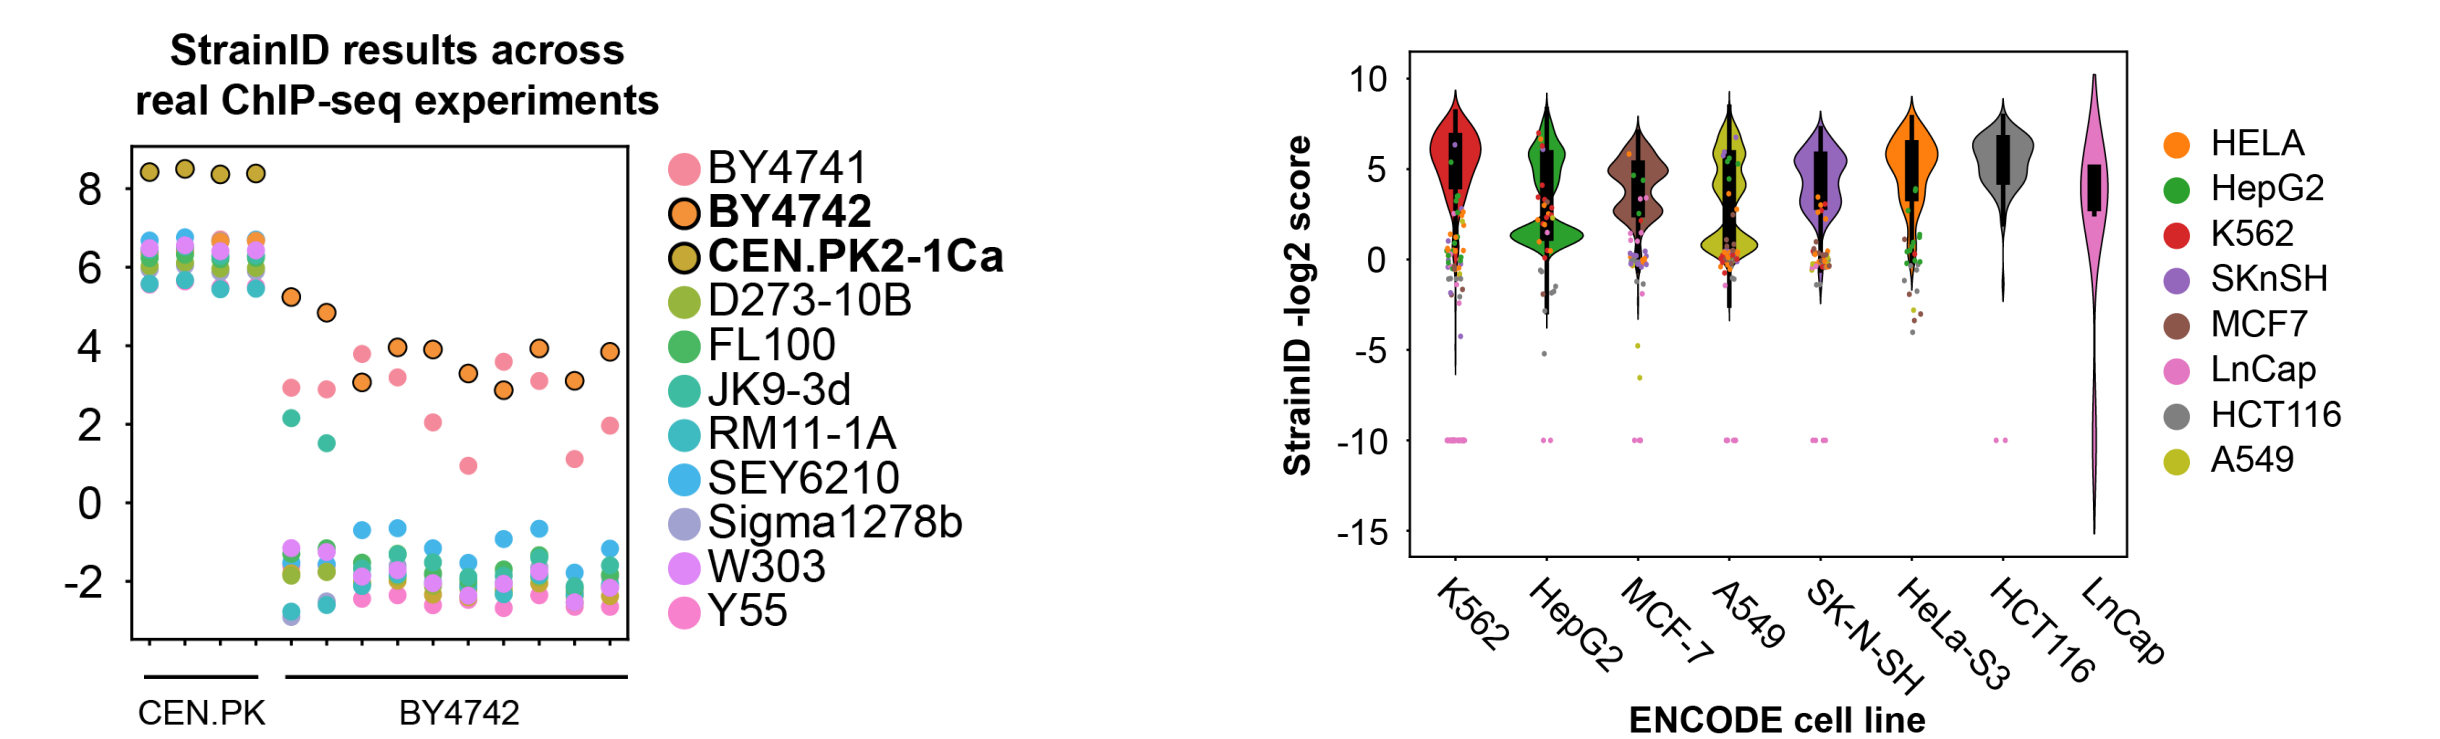 StrainID results across
real ChIP-seq experiments
8
6
4
2
0
-2
CEN.PK
BY4742
BY4741
BY4742
CEN.PK2-1Ca
D273-10B
FL100
JK9-3d
RM11-1A
SEY6210
Sigma1278b
W303
Y55
StrainID -log2 score
10
5
0
-5
-10
-15
K562
HepG2
MCF-7
A549
SK-N-SH
HeLa-S3
HCT116
LnCap
ENCODE cell line
HELA
HepG2
K562
SKnSH
MCF7
LnCap
HCT116
A549